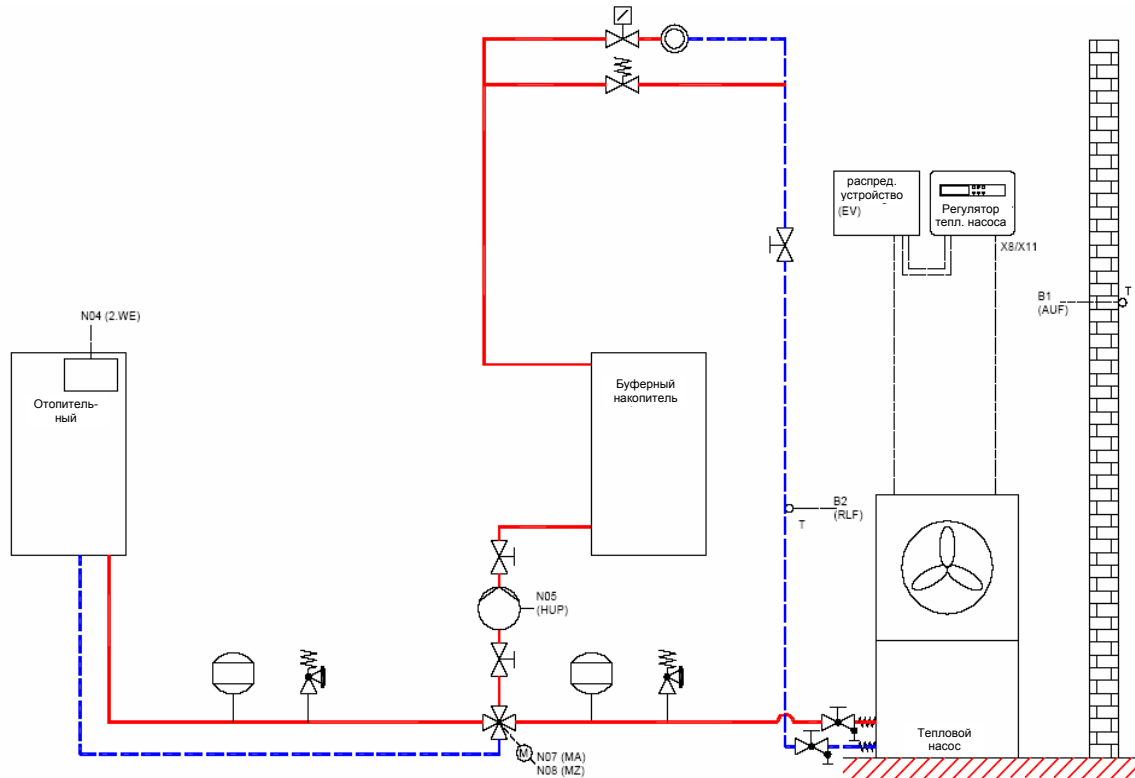 распред.
устройство
(EV)
Регулятор
тепл. насоса
X8/X11
B1
(AUF)
T
N04 (2.WE)
Отопитель-
ный
Буферный
накопитель
B2
(RLF)
T
N05
(HUP)
M
N07 (MA)
N08 (MZ)
Тепловой
насос